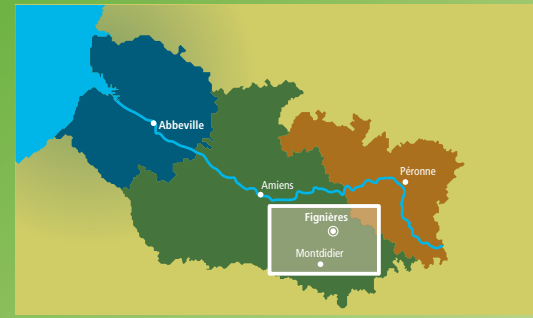 Abbeville
Péronne
Amiens
Fignières
Montdidier